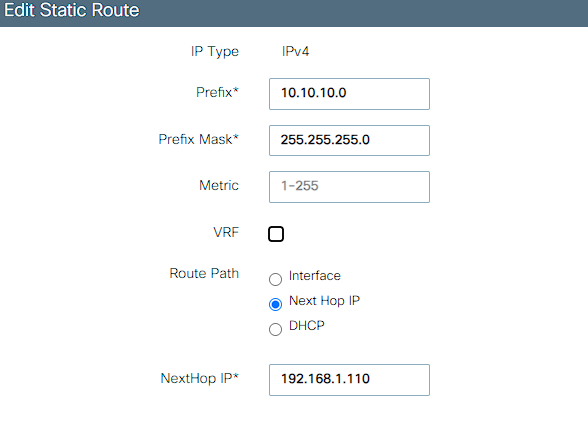 Edit Static Route
IP Type IPv4
Prefix* 10.10.10.0
Prefix Mask* 255.255.255.0
Metric 1-255
VRF
Route Path Interface
Next Hop IP
DHCP
NextHop IP* 192.168.1.110